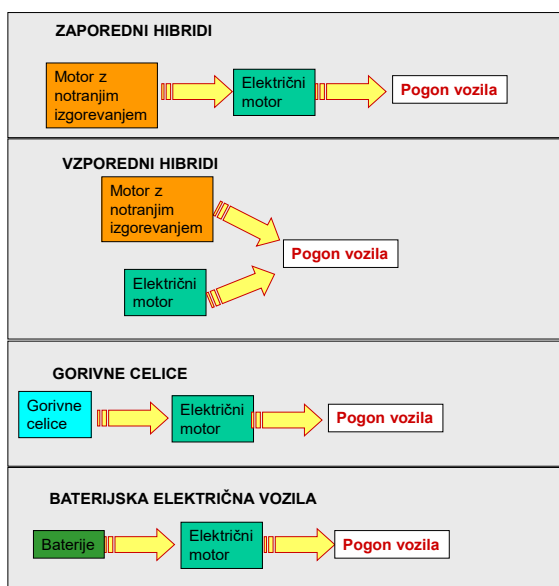 ZAPOREDNI HIBRIDI
Motor z
notranjim
izgorevanjem
Električni
motor
Pogon vozila
VZPOREDNI HIBRIDI
Motor z
notranjim
izgorevanjem
Pogon vozila
Električni
motor
GORIVNE CELICE
Gorivne
celice
Električni
motor
Pogon vozila
BATERIJSKA ELEKTRIČNA VOZILA
Baterije
Električni
motor
Pogon vozila